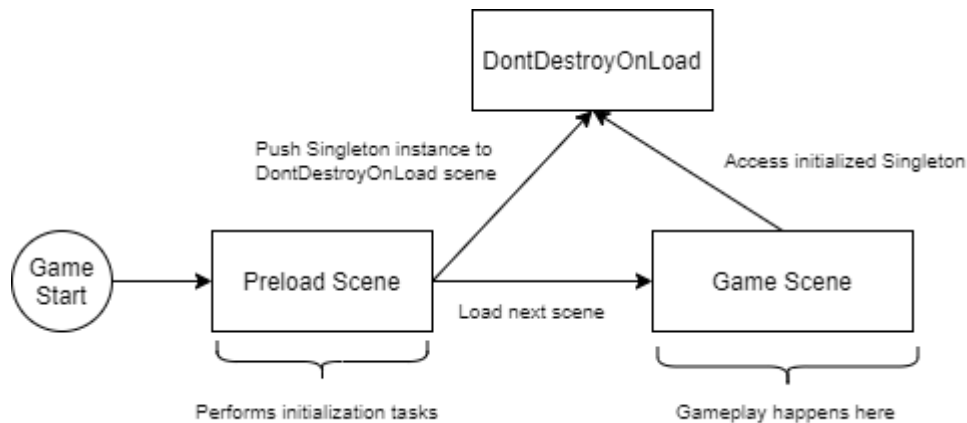 DontDestroyOnLoad
Push Singleton instance to
DontDestroyOnLoad scene
Access initialized Singleton
Game
Start
Preload Scene
Load next scene
Game Scene
Performs initialization tasks
Gameplay happens here